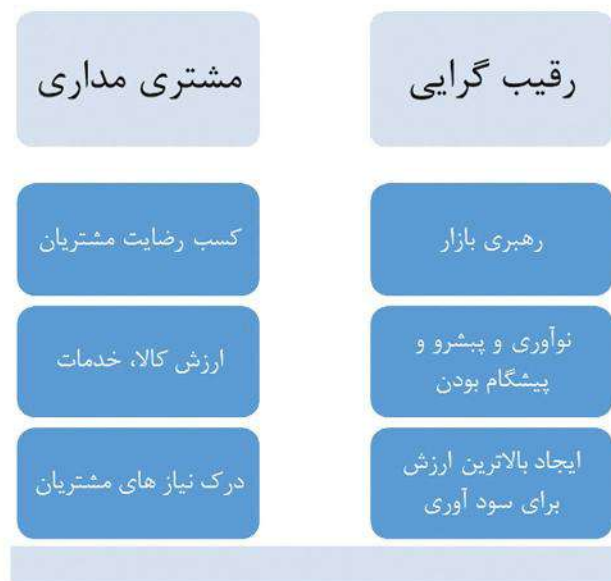 رقیب گرایی
رهبری بازار
نوآوری و پیشرو و
پیشگام بودن
ایجاد بالاترین ارزش
برای سود آوری
مشتری مداری
کسب رضایت مشتریان
ارزش کالا، خدمات
درک نیاز های مشتریان